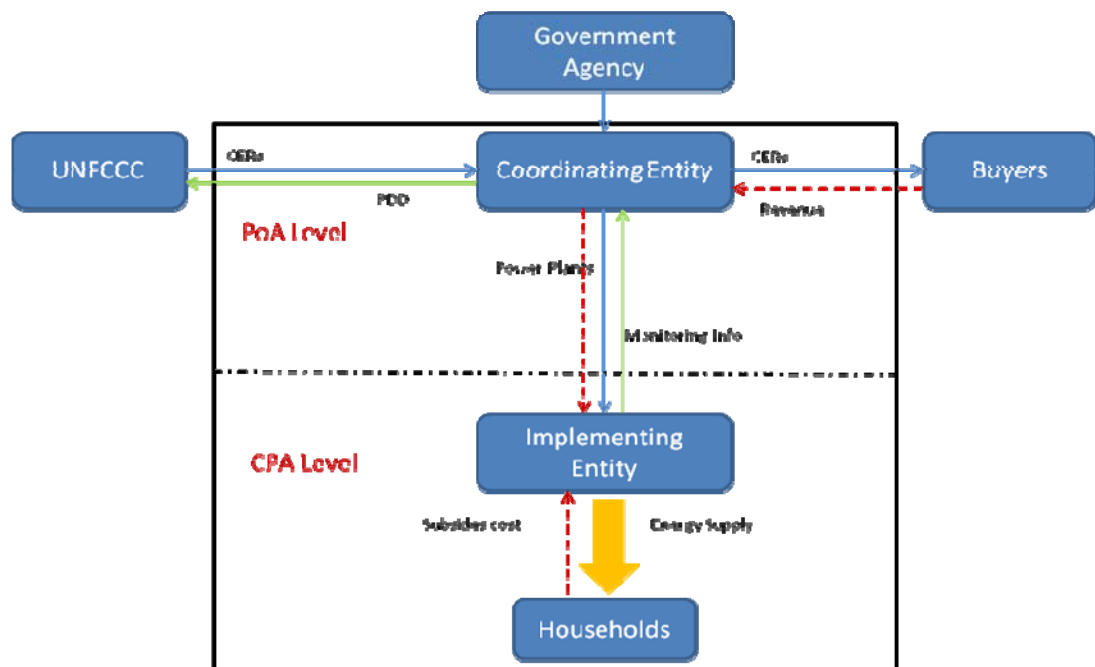 Government
Agency
UNFCCC
CERs
Coordinating Entity
CERs
Buyers
PDD
Revenue
PoA Level
Power Plants
Monitoring Info
Implementing
Entity
CPA Level
Subsides cost
Energy Supply
Households